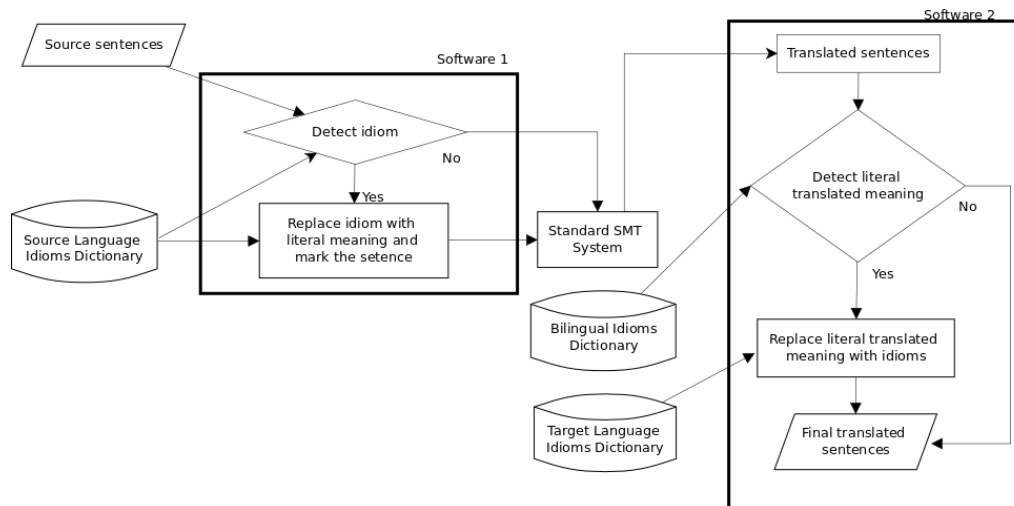 Software 2
Source sentences
Translated sentences
Software 1
Detect idiom
No
Yes
Detect literal
translated meaning
No
Source Language
Idioms Dictionary
Replace idiom with
literal meaning and
mark the setence
Standard SMT
System
Yes
Bilingual Idioms
Dictionary
Replace literal translated
meaning with idioms
Target Language
Idioms Dictionary
Final translated
sentences